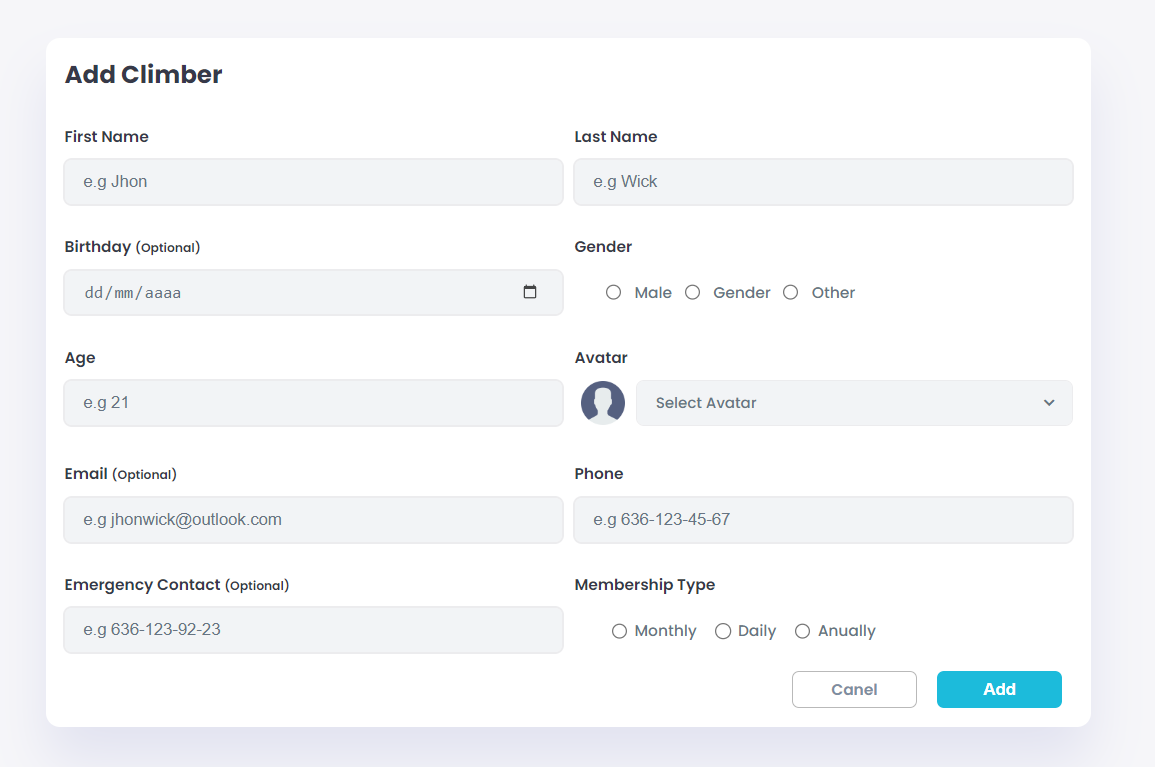 Add Climber
First Name
Last Name
e.g Jhon
e.g Wick
Birthday (Optional)
Gender
dd/mm/aaaa
Male
Gender
Other
Age
Avatar
e.g 21
Select Avatar
Email (Optional)
Phone
e.g jhonwick@outlook.com
e.g 636-123-45-67
Emergency Contact (Optional)
Membership Type
e.g 636-123-92-23
Monthly
Daily
Anually
Canel
Add